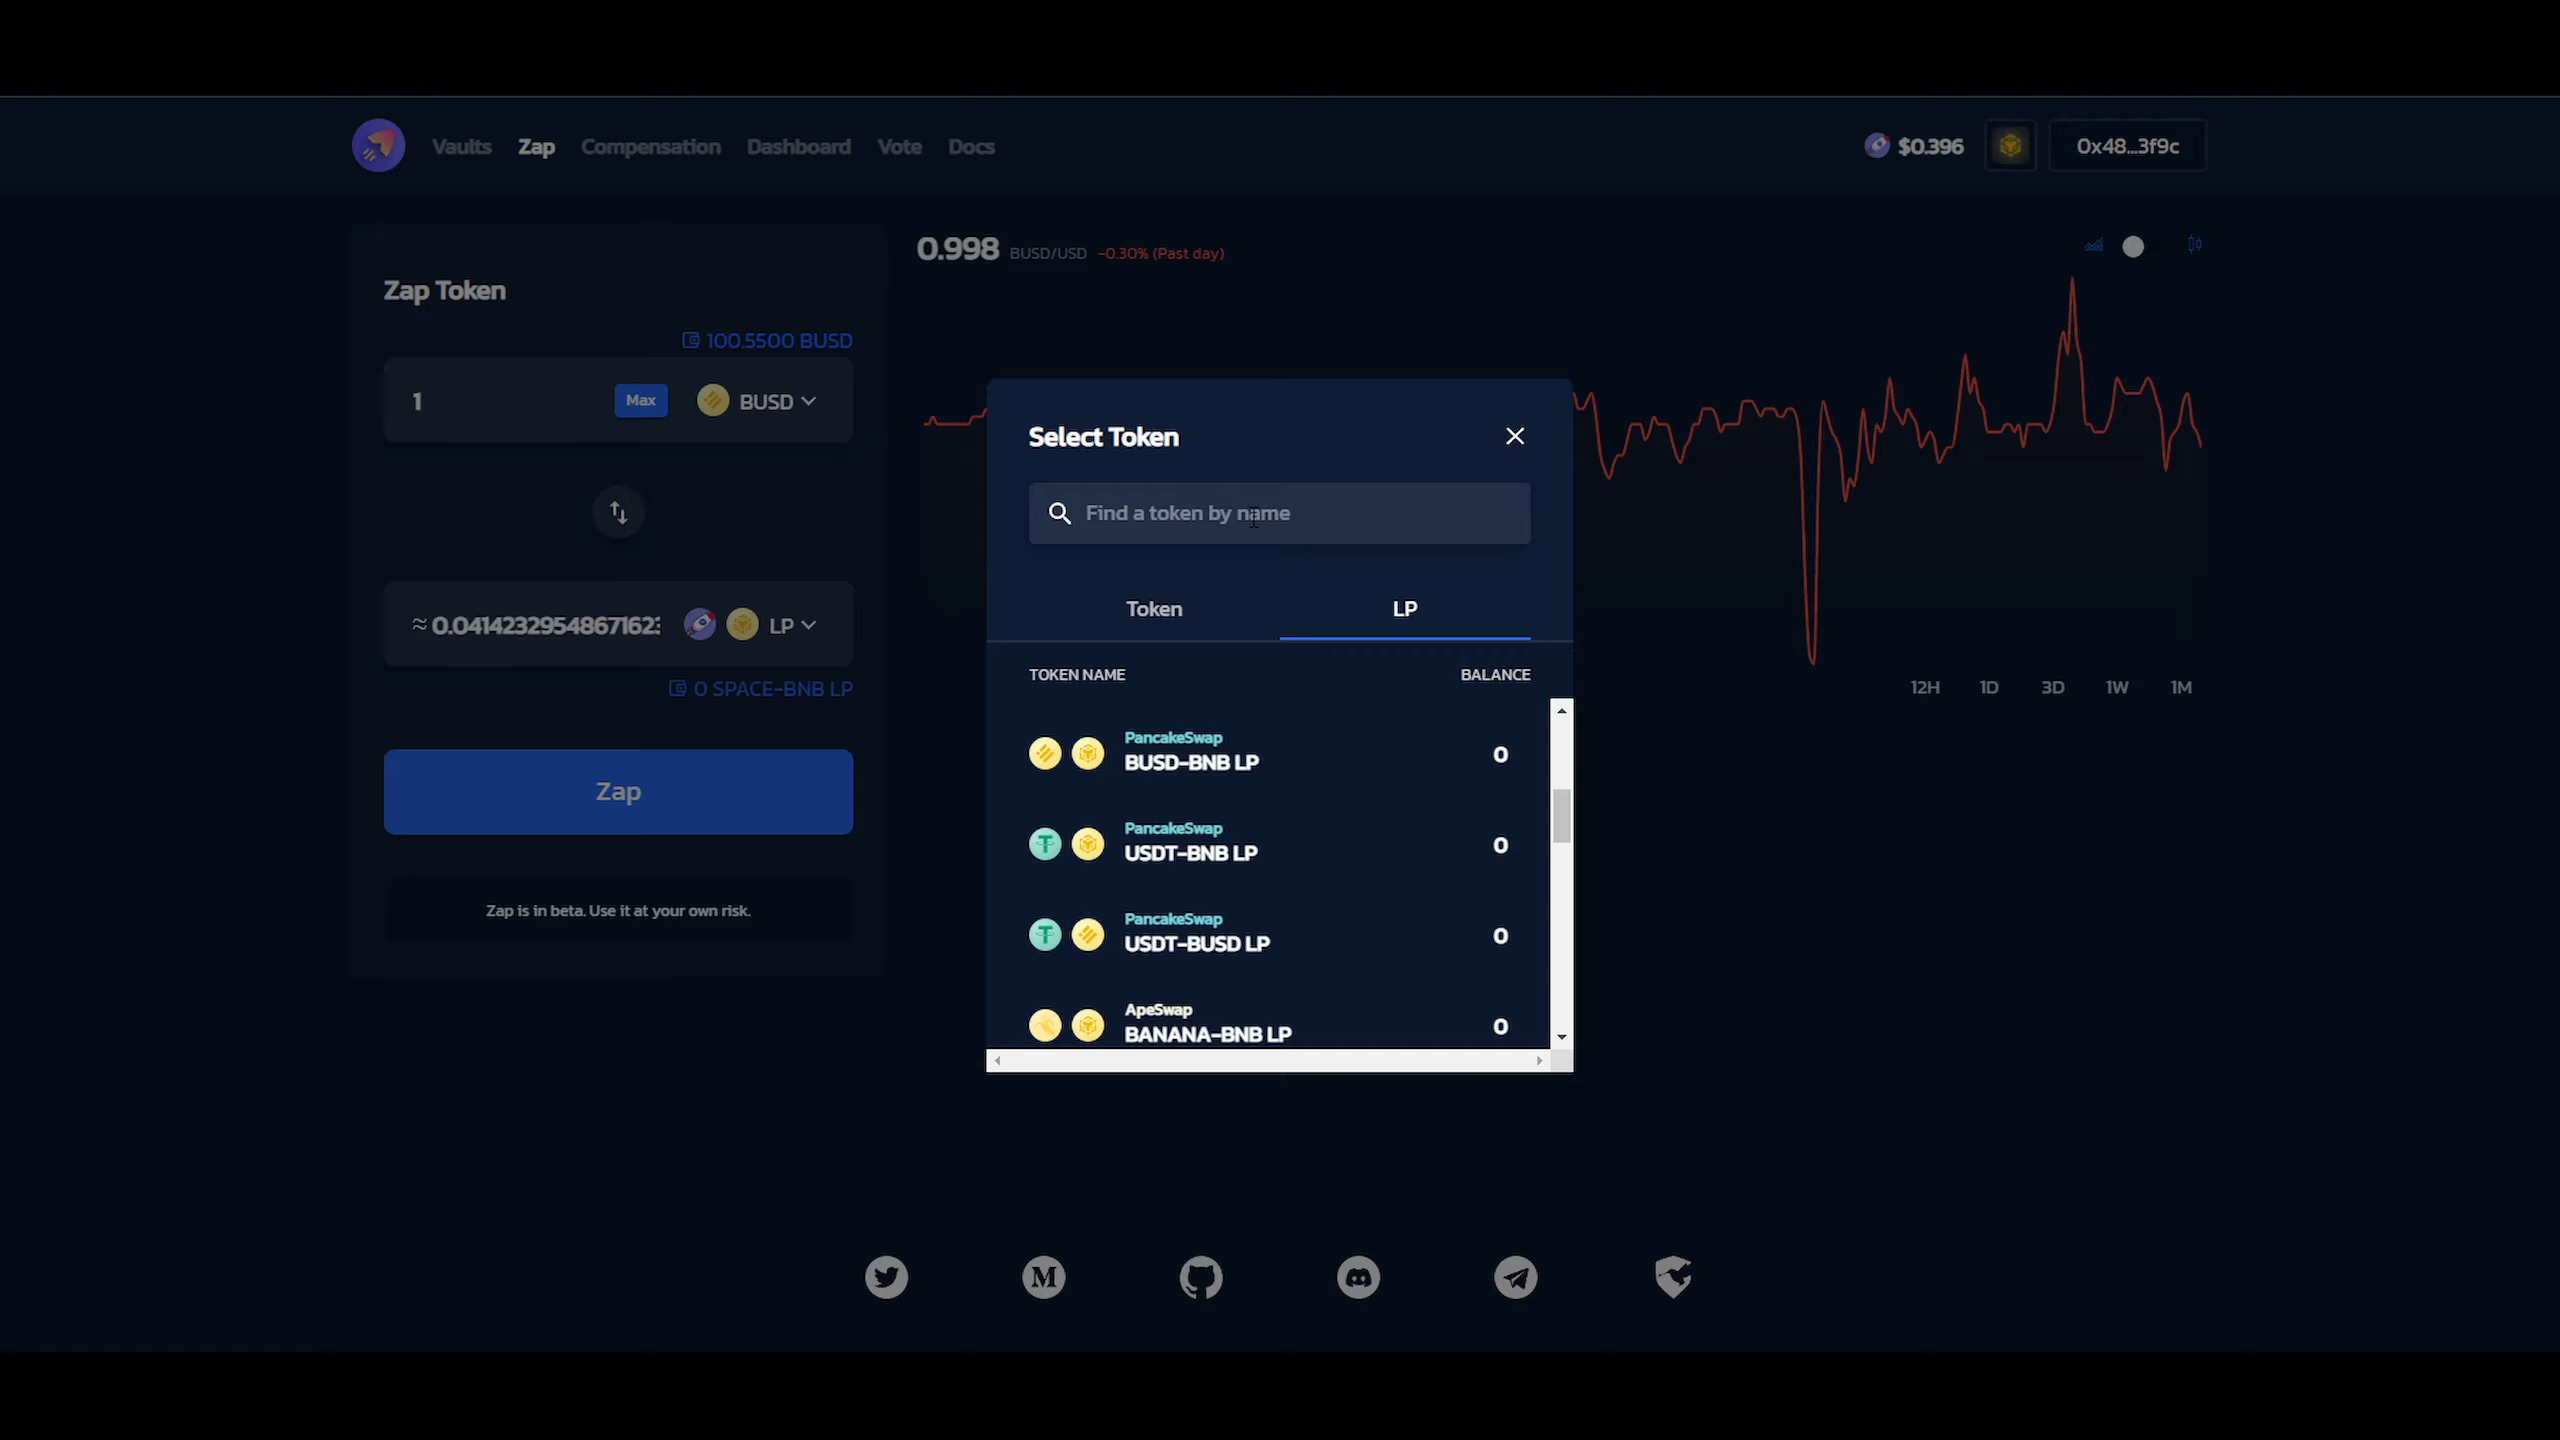 Vaults Zap Compensation Dashboard Vote Docs $0.396 0x48...3f9c
0.998 BUSD/USD -0.30% (Past day)
Zap Token
100.5500 BUSD
1 Max BUSD
≈ 0.04142329548671623 LP
0 SPACE-BNB LP
Zap
Zap is in beta. Use it at your own risk.
Select Token
Find a token by name
Token LP
TOKEN NAME BALANCE
PancakeSwap
BUSD-BNB LP 0
PancakeSwap
USDT-BNB LP 0
PancakeSwap
USDT-BUSD LP 0
ApeSwap
BANANA-BNB LP 0
12H 1D 3D 1W 1M